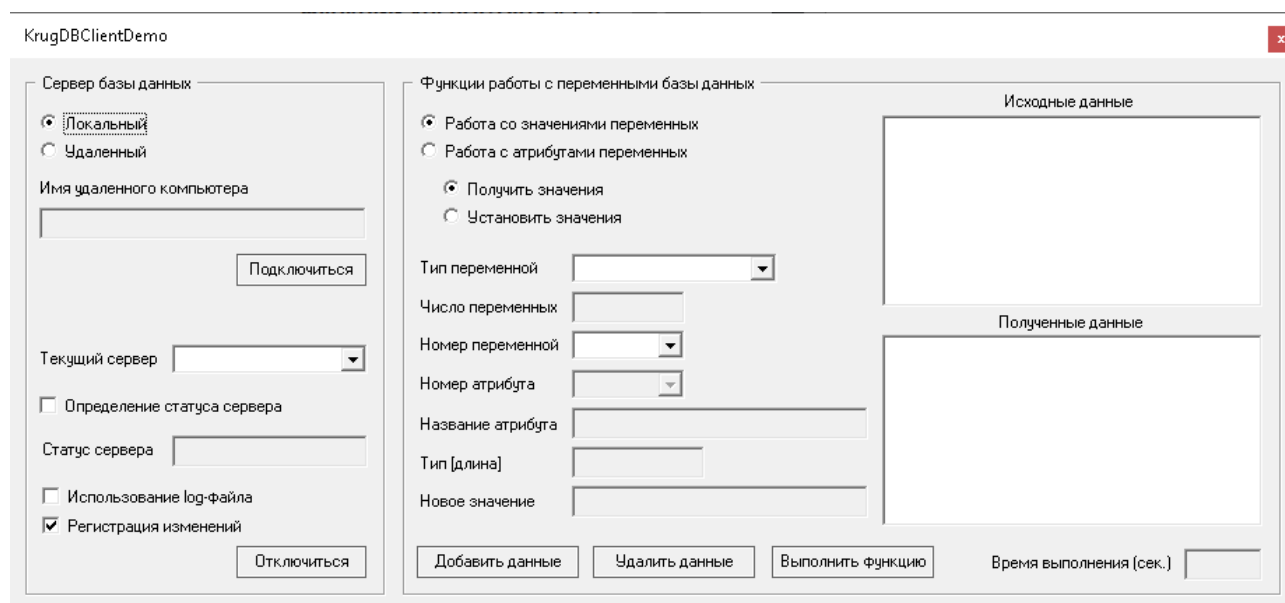 KrugDBClientDemo
x
Сервер базы данных
Локальный
Удаленный
Имя удаленного компьютера
Подключиться
Текущий сервер
Определение статуса сервера
Статус сервера
Использование log-файла
Регистрация изменений
Отключиться
Функции работы с переменными базы данных
Работа со значениями переменных
Работа с атрибутами переменных
Получить значения
Установить значения
Тип переменной
Число переменных
Номер переменной
Номер атрибута
Название атрибута
Тип [длина]
Новое значение
Исходные данные
Полученные данные
Добавить данные
Удалить данные
Выполнить функцию
Время выполнения (сек.)